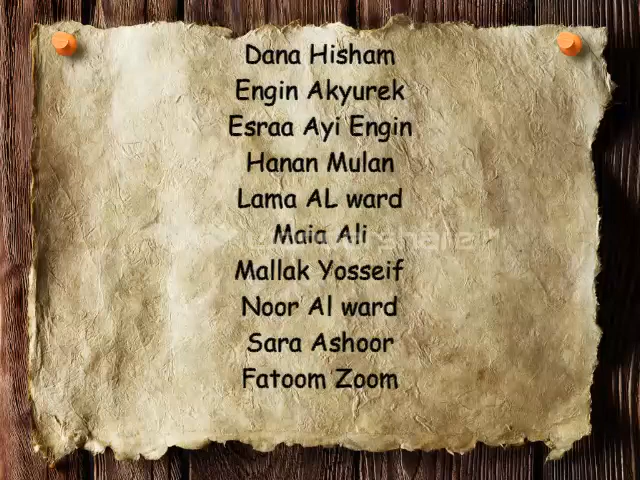 Dana Hisham
Engin Akyurek
Esraa Ayi Engin
Hanan Mulan
Lama AL ward
Maia Ali
Mallak Yosseif
Noor Al ward
Sara Ashoor
Fatoom Zoom